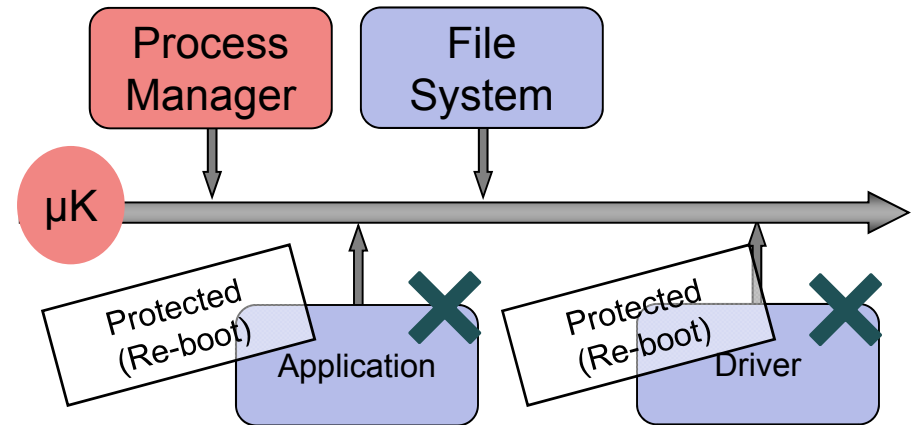 Process
Manager
File
System
μK
Protected
(Re-boot)
Application
Protected
(Re-boot)
Driver